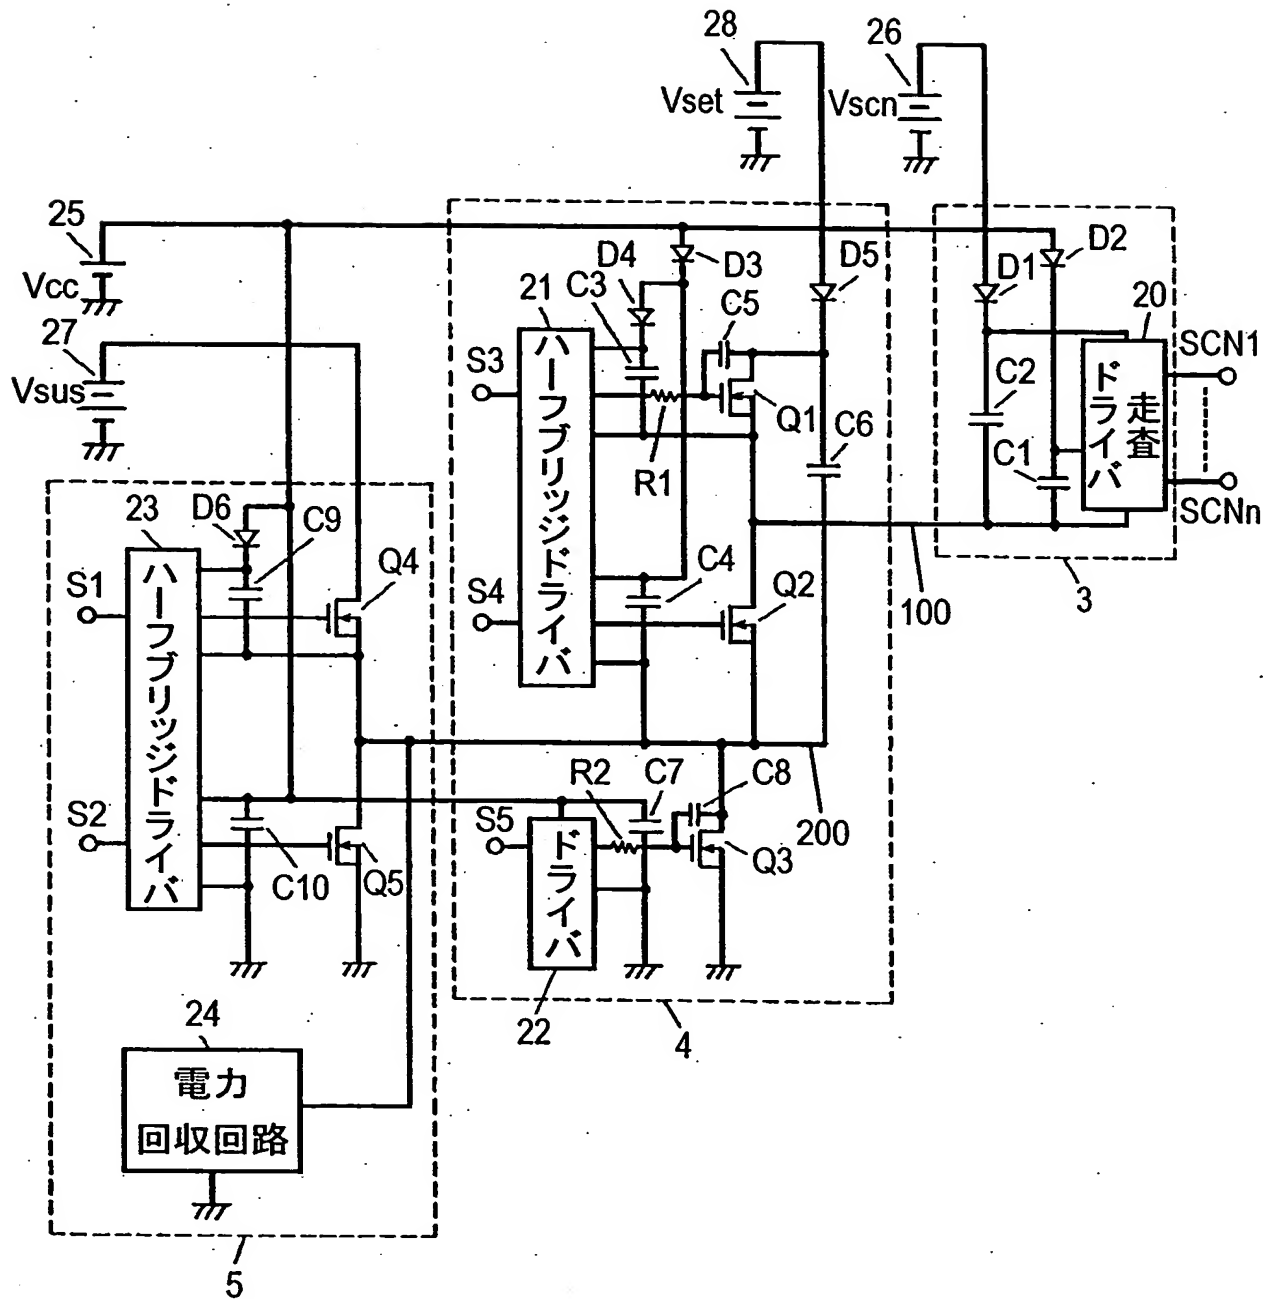 28
26
Vset
Vscn
25
Vcc
27
Vsus
D4
D3
D5
D1
D2
21
C3
C5
20
SCN1
S3
ハーフブリッジドライバ
Q1
C2
走査
ドライバ
C6
R1
C1
SCNn
23
D6
C9
Q4
S1
ハーフブリッジドライバ
S4
C4
Q2
100
3
R2
C7
C8
S2
S5
ドライバ
200
C10
Q5
Q3
22
4
24
電力
回収回路
5